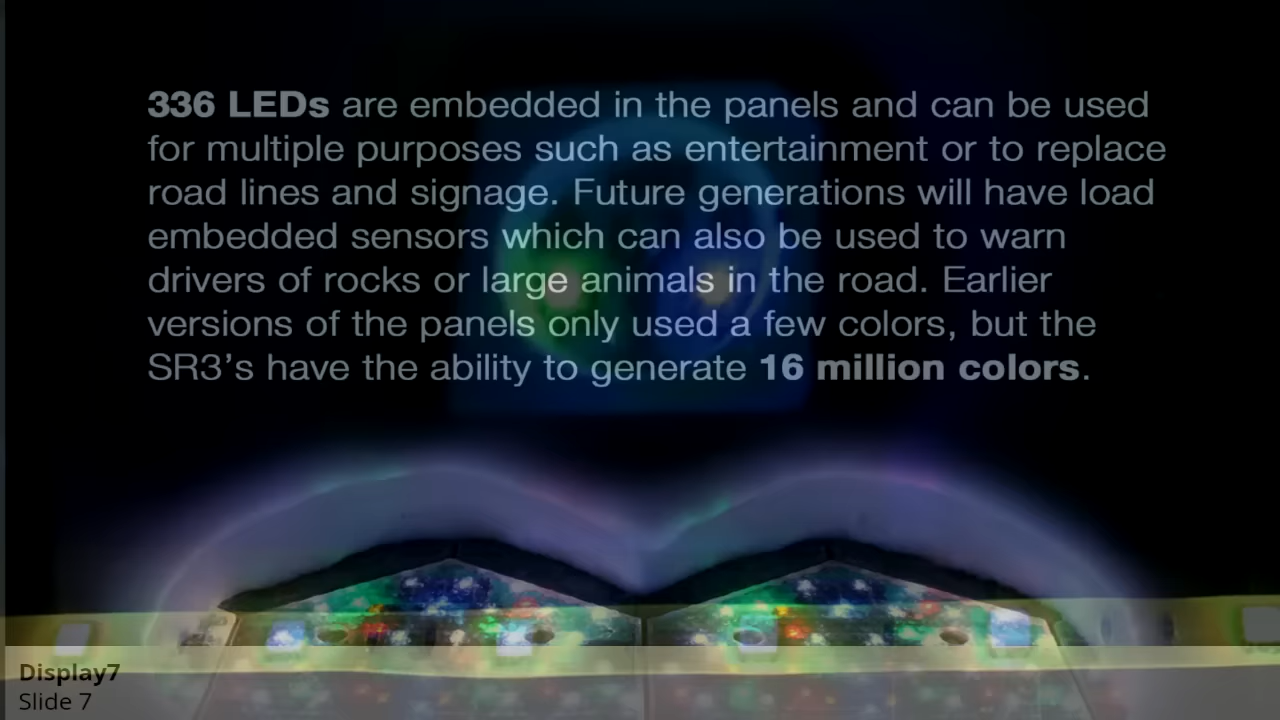 336 LEDs are embedded in the panels and can be used
for multiple purposes such as entertainment or to replace
road lines and signage. Future generations will have load
embedded sensors which can also be used to warn
drivers of rocks or large animals in the road. Earlier
versions of the panels only used a few colors, but the
SR3’s have the ability to generate 16 million colors.
Display7
Slide 7